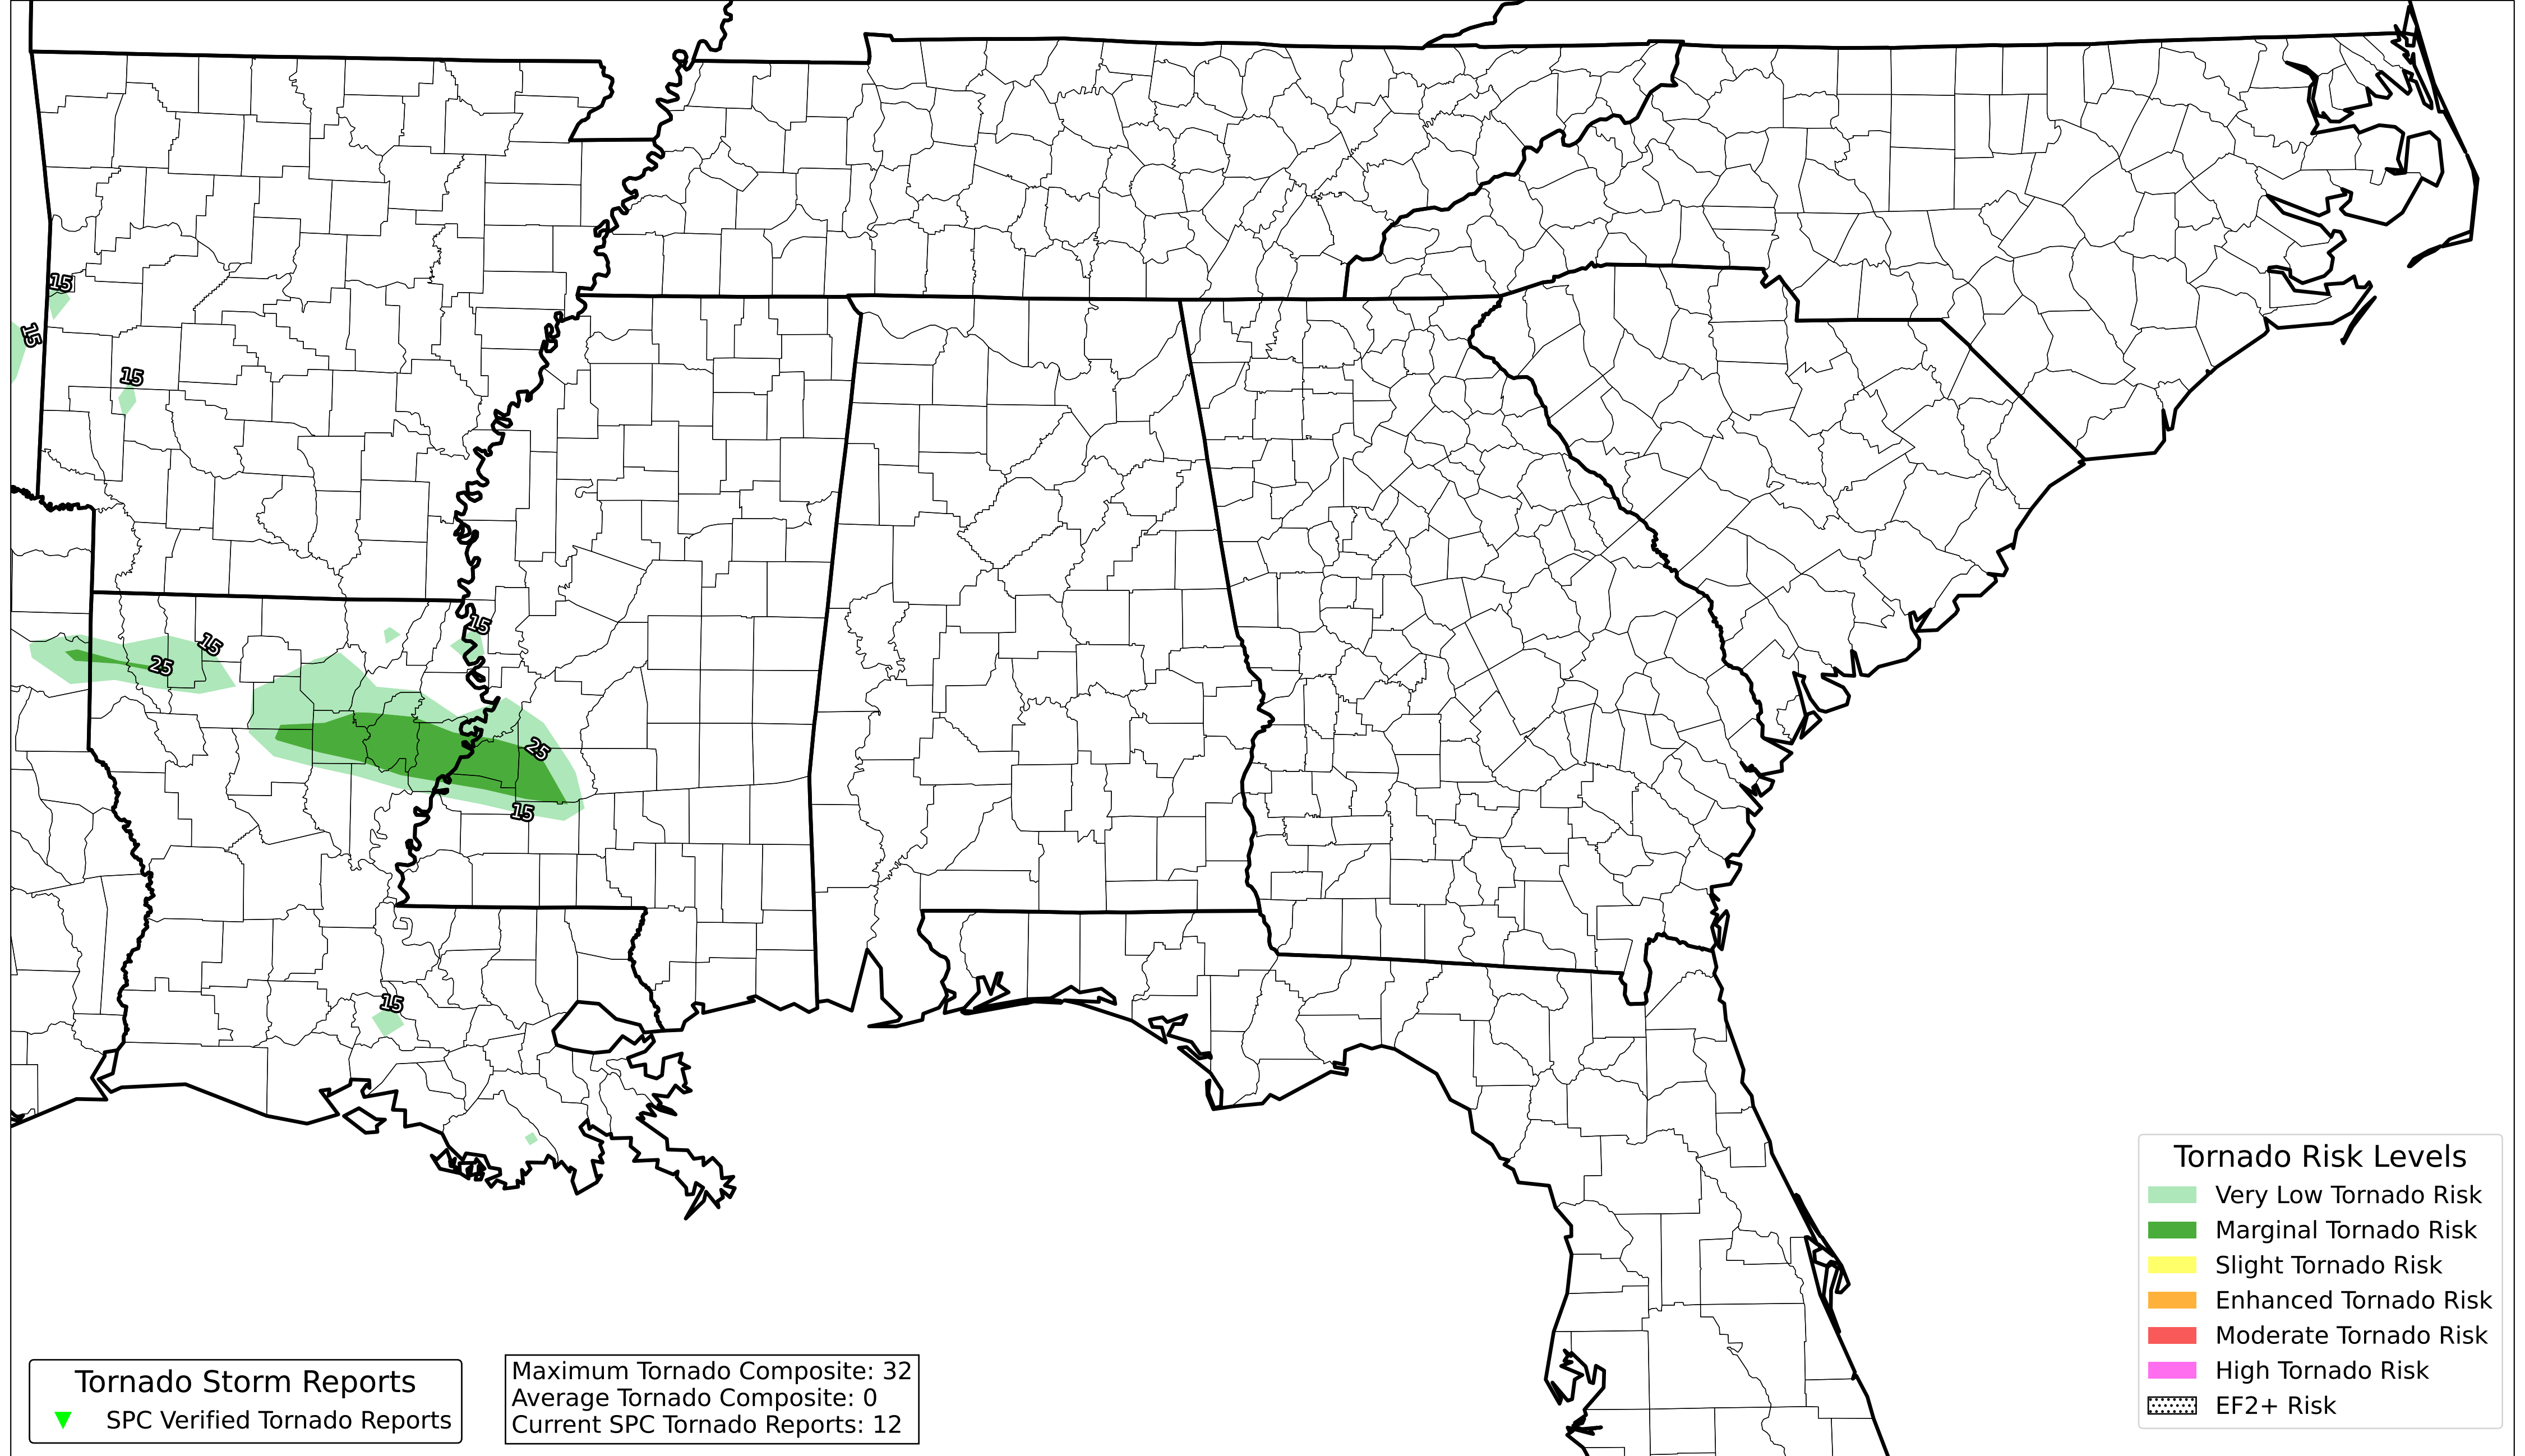 15
15
15
15
15
25
25
15
15
Tornado Storm Reports
SPC Verified Tornado Reports
Maximum Tornado Composite: 32
Average Tornado Composite: 0
Current SPC Tornado Reports: 12
Tornado Risk Levels
Very Low Tornado Risk
Marginal Tornado Risk
Slight Tornado Risk
Enhanced Tornado Risk
Moderate Tornado Risk
High Tornado Risk
EF2+ Risk